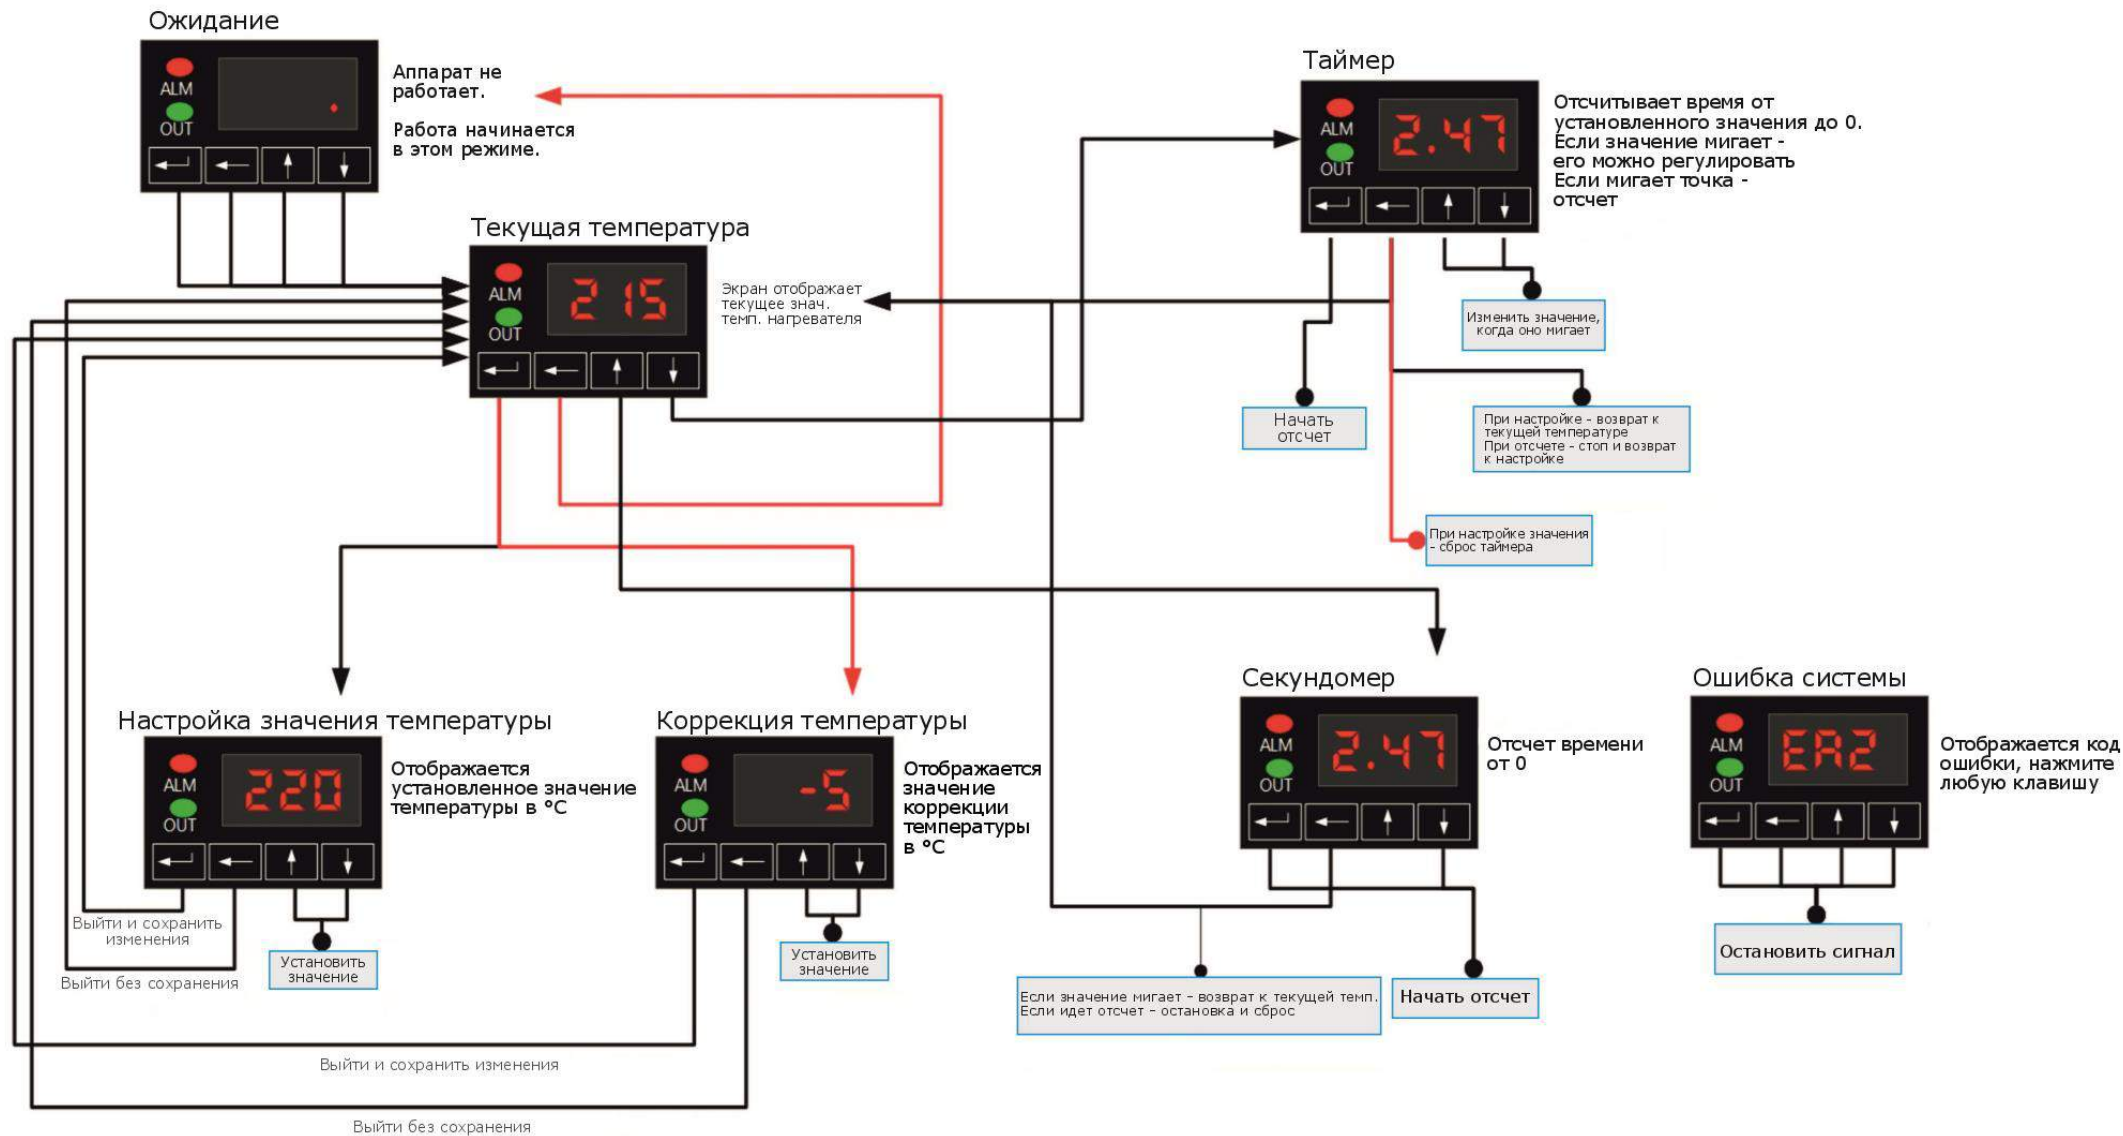 Ожидание
ALM
OUT
.
Аппарат не
работает.
Работа начинается
в этом режиме.
Таймер
ALM
OUT
2.47
Отсчитывает время от
установленного значения до 0.
Если значение мигает -
его можно регулировать
Если мигает точка -
отсчет
Текущая температура
ALM
OUT
215
Экран отображает
текущее знач.
темп. нагревателя
Изменить значение,
когда оно мигает
Начать
отсчет
При настройке - возврат к
текущей температуре
При отсчете - стоп и возврат
к настройке
При настройке значения
- сброс таймера
Настройка значения температуры
ALM
OUT
220
Отображается
установленное значение
температуры в °C
Выйти и сохранить
изменения
Выйти без сохранения
Установить
значение
Коррекция температуры
ALM
OUT
-5
Отображается
значение
коррекции
температуры
в °C
Установить
значение
Выйти и сохранить изменения
Выйти без сохранения
Секундомер
ALM
OUT
2.47
Отсчет времени
от 0
Если значение мигает - возврат к текущей темп.
Если идет отсчет - остановка и сброс
Начать отсчет
Ошибка системы
ALM
OUT
EA2
Отображается код
ошибки, нажмите
любую клавишу
Остановить сигнал